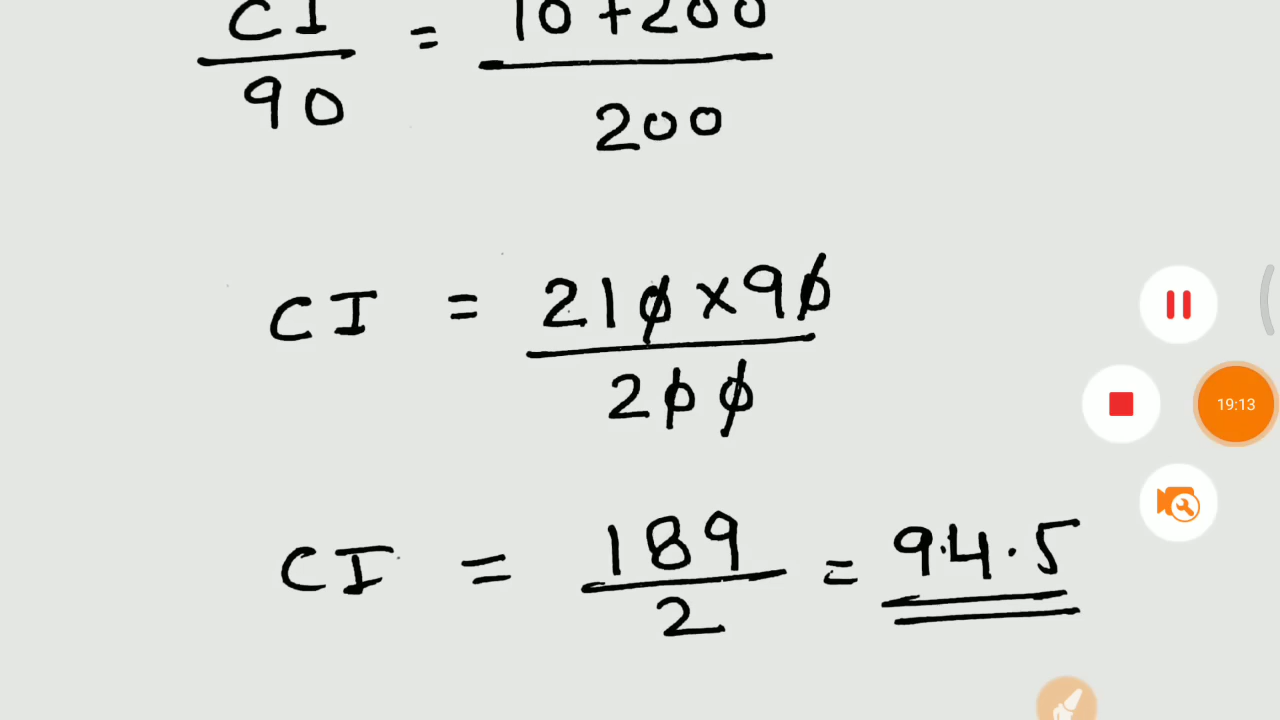 CI/90 = 10+200/200
CI = 210×90/200
CI = 189/2 = 94.5
19:13